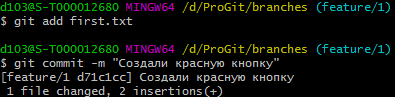 d103@S-T000012680 MINGW64 /d/ProGit/branches (feature/1)
$ git add first.txt
d103@S-T000012680 MINGW64 /d/ProGit/branches (feature/1)
$ git commit -m "Создали красную кнопку"
[feature/1 d71c1cc] Создали красную кнопку
1 file changed, 2 insertions(+)